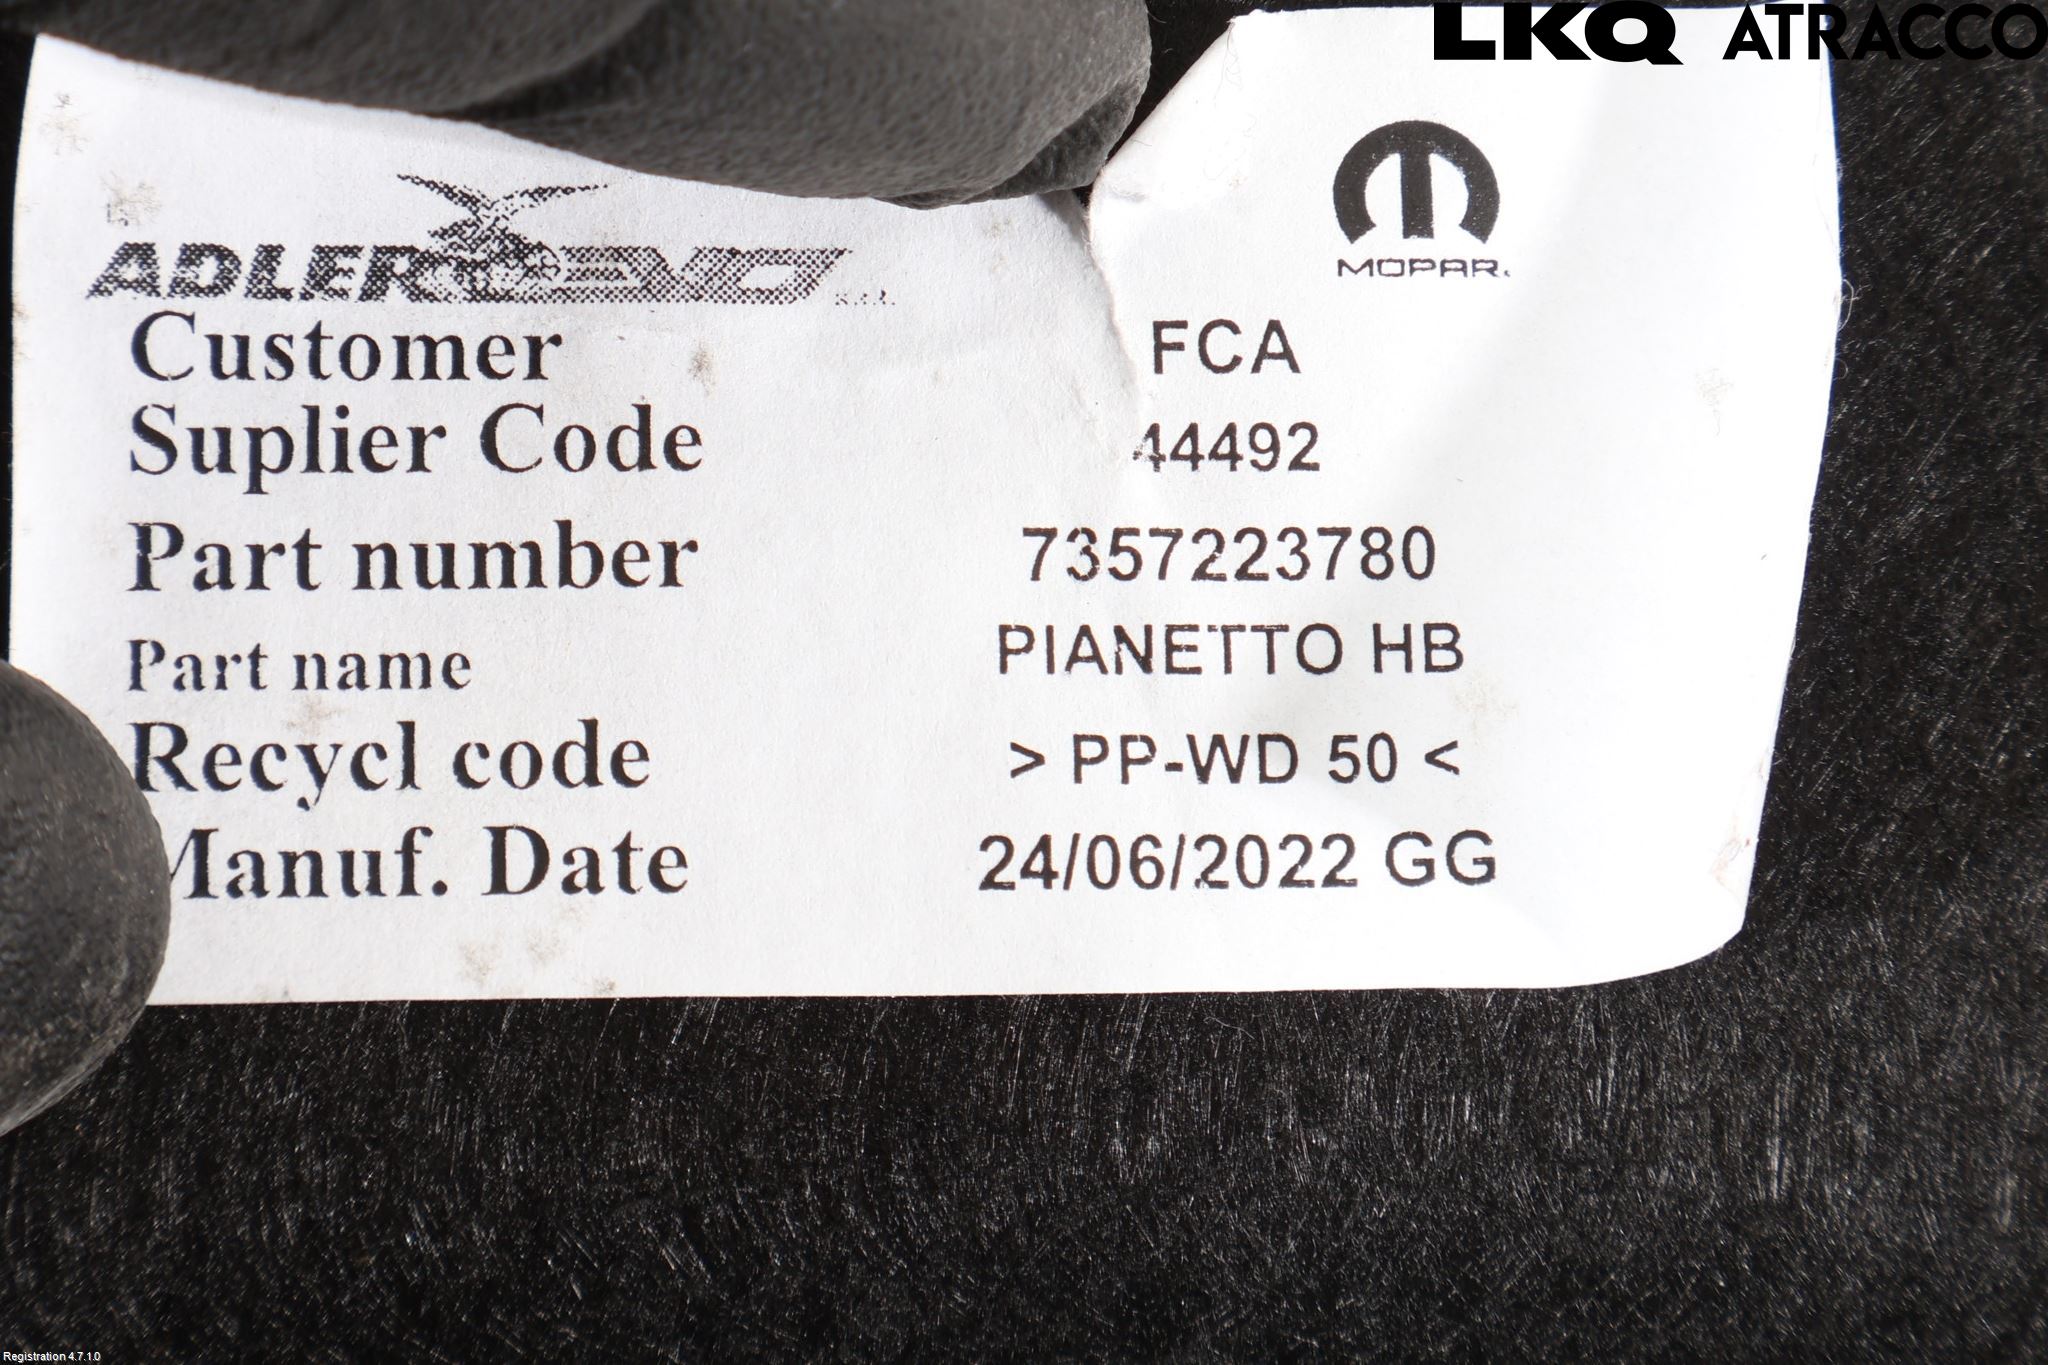 LKQ ATRACCO
ADLER EVO s.r.l.
MOPAR.
Customer FCA
Suplier Code 44492
Part number 7357223780
Part name PIANETTO HB
Recycl code > PP-WD 50 <
Manuf. Date 24/06/2022 GG
Registration 4.7.1.0